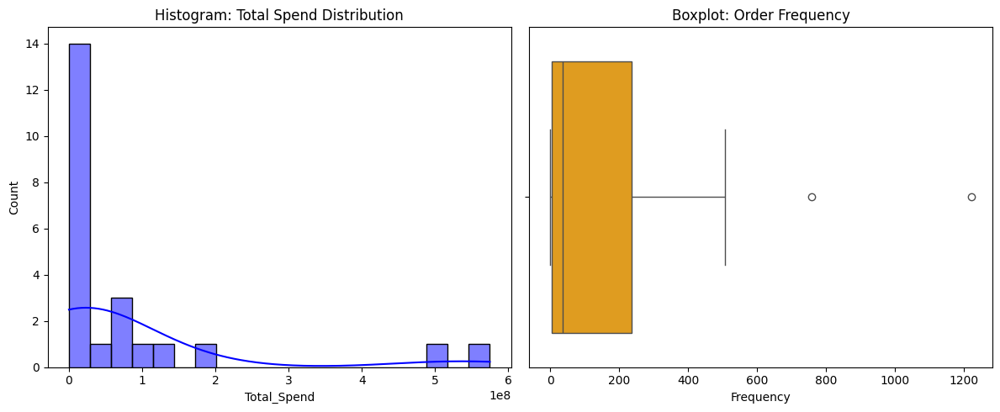 Histogram: Total Spend Distribution
14
12
10
8
6
4
2
0
Count
0 1 2 3 4 5 6
1e8
Total_Spend
Boxplot: Order Frequency
0 200 400 600 800 1000 1200
Frequency